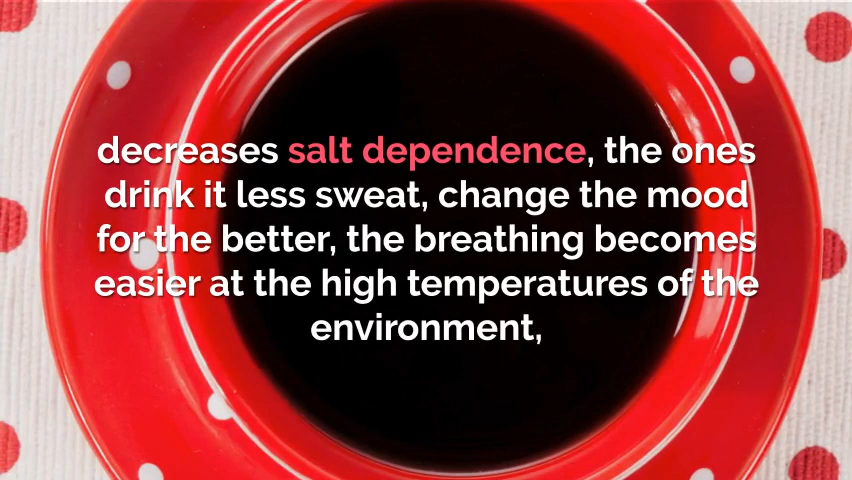 decreases salt dependence, the ones
drink it less sweat, change the mood
for the better, the breathing becomes
easier at the high temperatures of the
environment,